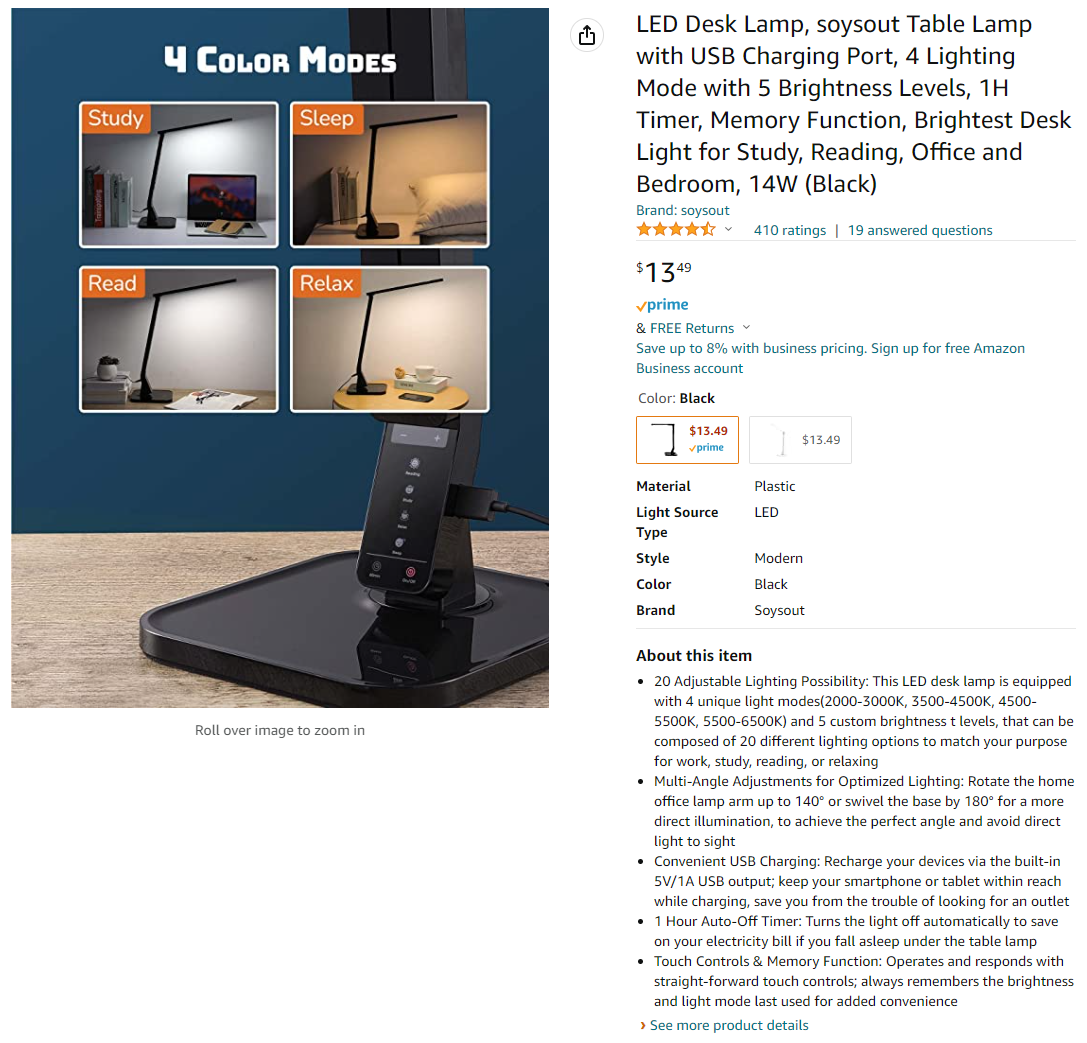 4 Color Modes
Study
Sleep
Read
Relax
Roll over image to zoom in
LED Desk Lamp, soysout Table Lamp
with USB Charging Port, 4 Lighting
Mode with 5 Brightness Levels, 1H
Timer, Memory Function, Brightest Desk
Light for Study, Reading, Office and
Bedroom, 14W (Black)
Brand: soysout
410 ratings | 19 answered questions
$13.49
prime
& FREE Returns
Save up to 8% with business pricing. Sign up for free Amazon
Business account
Color: Black
$13.49
prime
$13.49
Material Plastic
Light Source LED
Type
Style Modern
Color Black
Brand Soysout
About this item
• 20 Adjustable Lighting Possibility: This LED desk lamp is equipped
with 4 unique light modes(2000-3000K, 3500-4500K, 4500-
5500K, 5500-6500K) and 5 custom brightness t levels, that can be
composed of 20 different lighting options to match your purpose
for work, study, reading, or relaxing
• Multi-Angle Adjustments for Optimized Lighting: Rotate the home
office lamp arm up to 140° or swivel the base by 180° for a more
direct illumination, to achieve the perfect angle and avoid direct
light to sight
• Convenient USB Charging: Recharge your devices via the built-in
5V/1A USB output; keep your smartphone or tablet within reach
while charging, save you from the trouble of looking for an outlet
• 1 Hour Auto-Off Timer: Turns the light off automatically to save
on your electricity bill if you fall asleep under the table lamp
• Touch Controls & Memory Function: Operates and responds with
straight-forward touch controls; always remembers the brightness
and light mode last used for added convenience
› See more product details